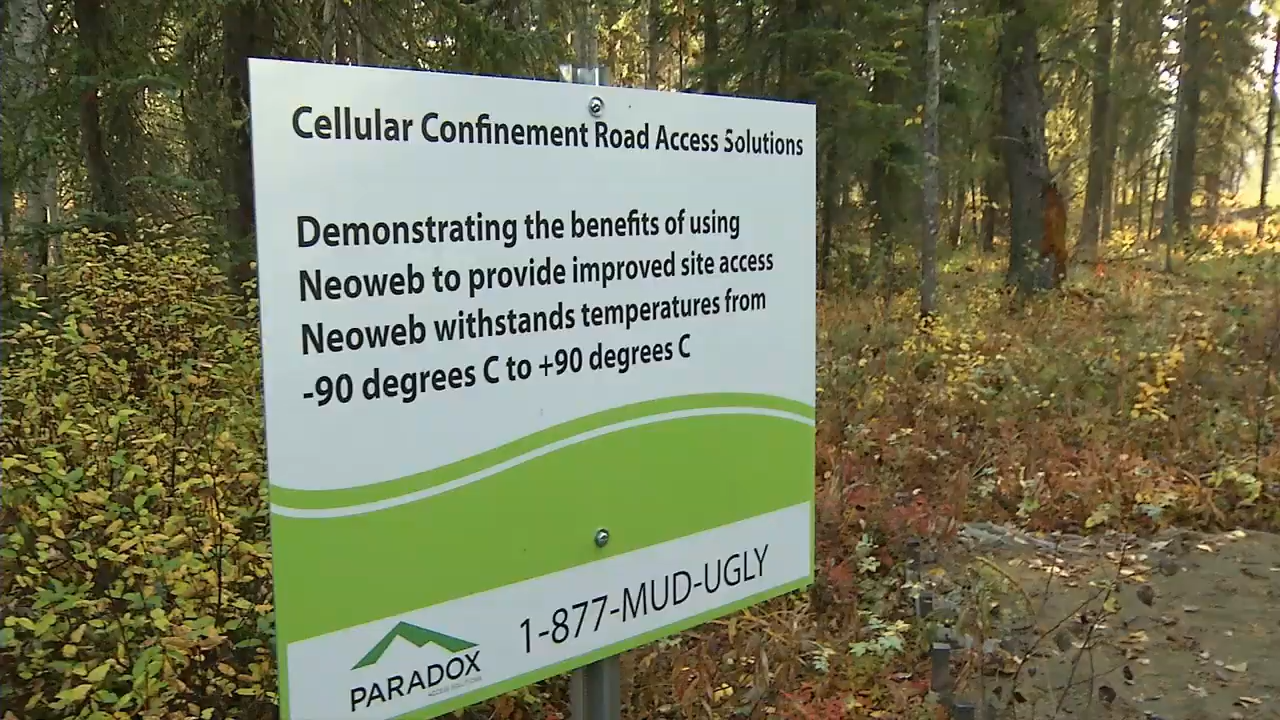 Cellular Confinement Road Access Solutions
Demonstrating the benefits of using
Neoweb to provide improved site access
Neoweb withstands temperatures from
-90 degrees C to +90 degrees C
1-877-MUD-UGLY
PARADOX
ACCESS SOLUTIONS